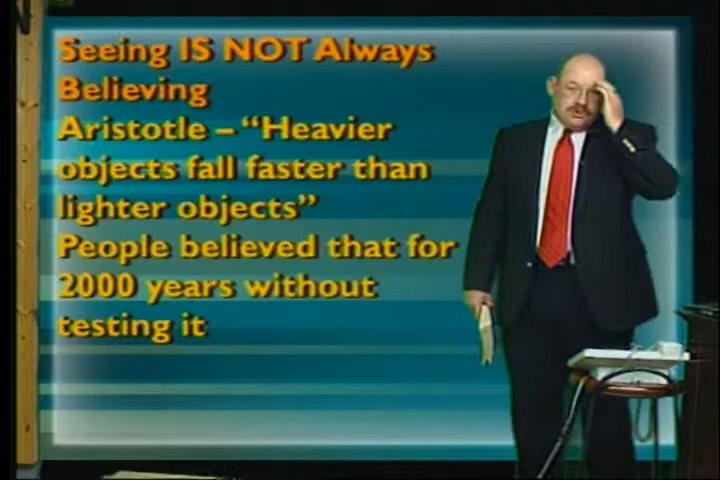 Seeing IS NOT Always
Believing
Aristotle – “Heavier
objects fall faster than
lighter objects”
People believed that for
2000 years without
testing it